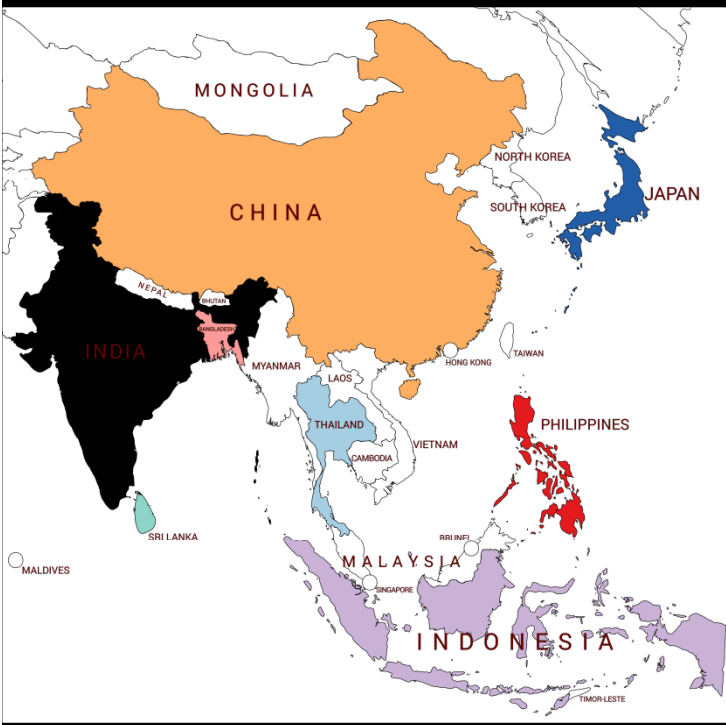 MONGOLIA
NORTH KOREA
JAPAN
SOUTH KOREA
CHINA
NEPAL
BHUTAN
BANGLADESH
INDIA
TAIWAN
HONG KONG
MYANMAR
LAOS
THAILAND
PHILIPPINES
VIETNAM
CAMBODIA
SRI LANKA
BRUNEI
MALAYSIA
MALDIVES
SINGAPORE
INDONESIA
TIMOR-LESTE